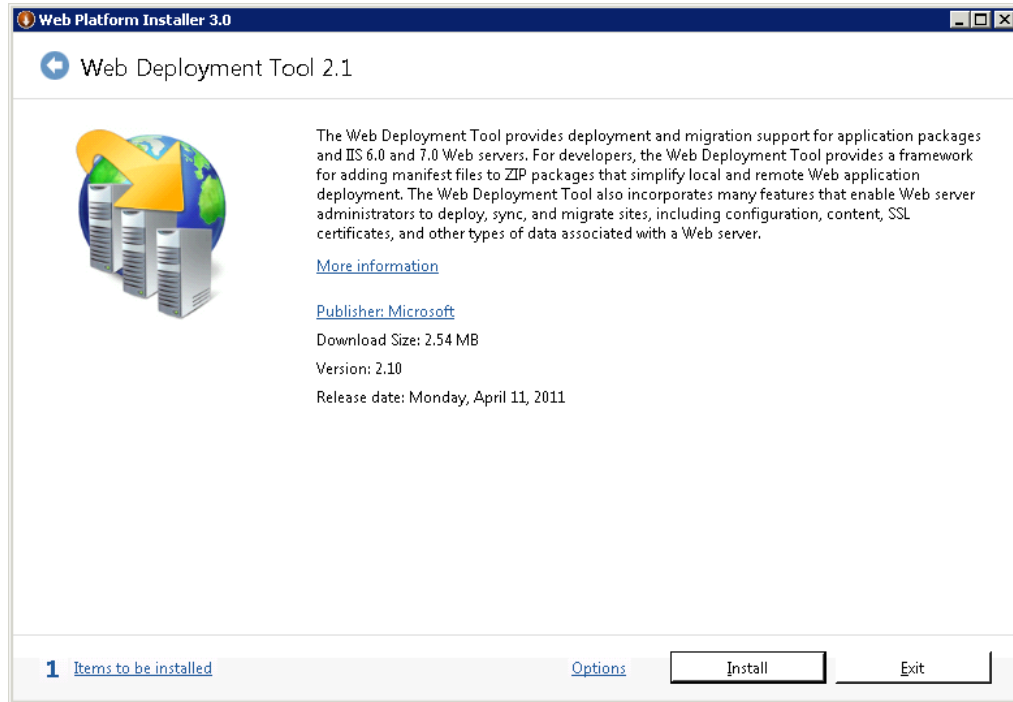 Web Platform Installer 3.0
Web Deployment Tool 2.1
The Web Deployment Tool provides deployment and migration support for application packages
and IIS 6.0 and 7.0 Web servers. For developers, the Web Deployment Tool provides a framework
for adding manifest files to ZIP packages that simplify local and remote Web application
deployment. The Web Deployment Tool also incorporates many features that enable Web server
administrators to deploy, sync, and migrate sites, including configuration, content, SSL
certificates, and other types of data associated with a Web server.
More information
Publisher: Microsoft
Download Size: 2.54 MB
Version: 2.10
Release date: Monday, April 11, 2011
1 Items to be installed Options Install Exit